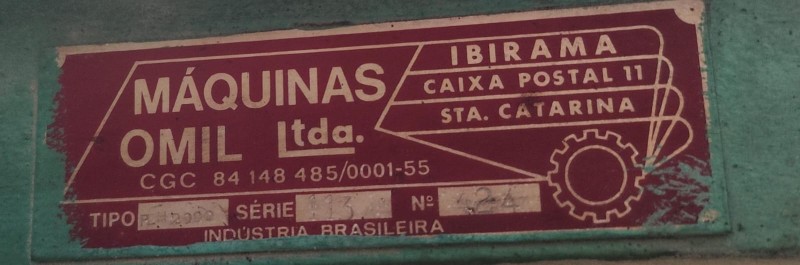 MÁQUINAS
OMIL Ltda.
CGC 84 148 485/0001-55
IBIRAMA
CAIXA POSTAL 11
STA. CATARINA
TIPO SÉRIE Nº 424
INDÚSTRIA BRASILEIRA